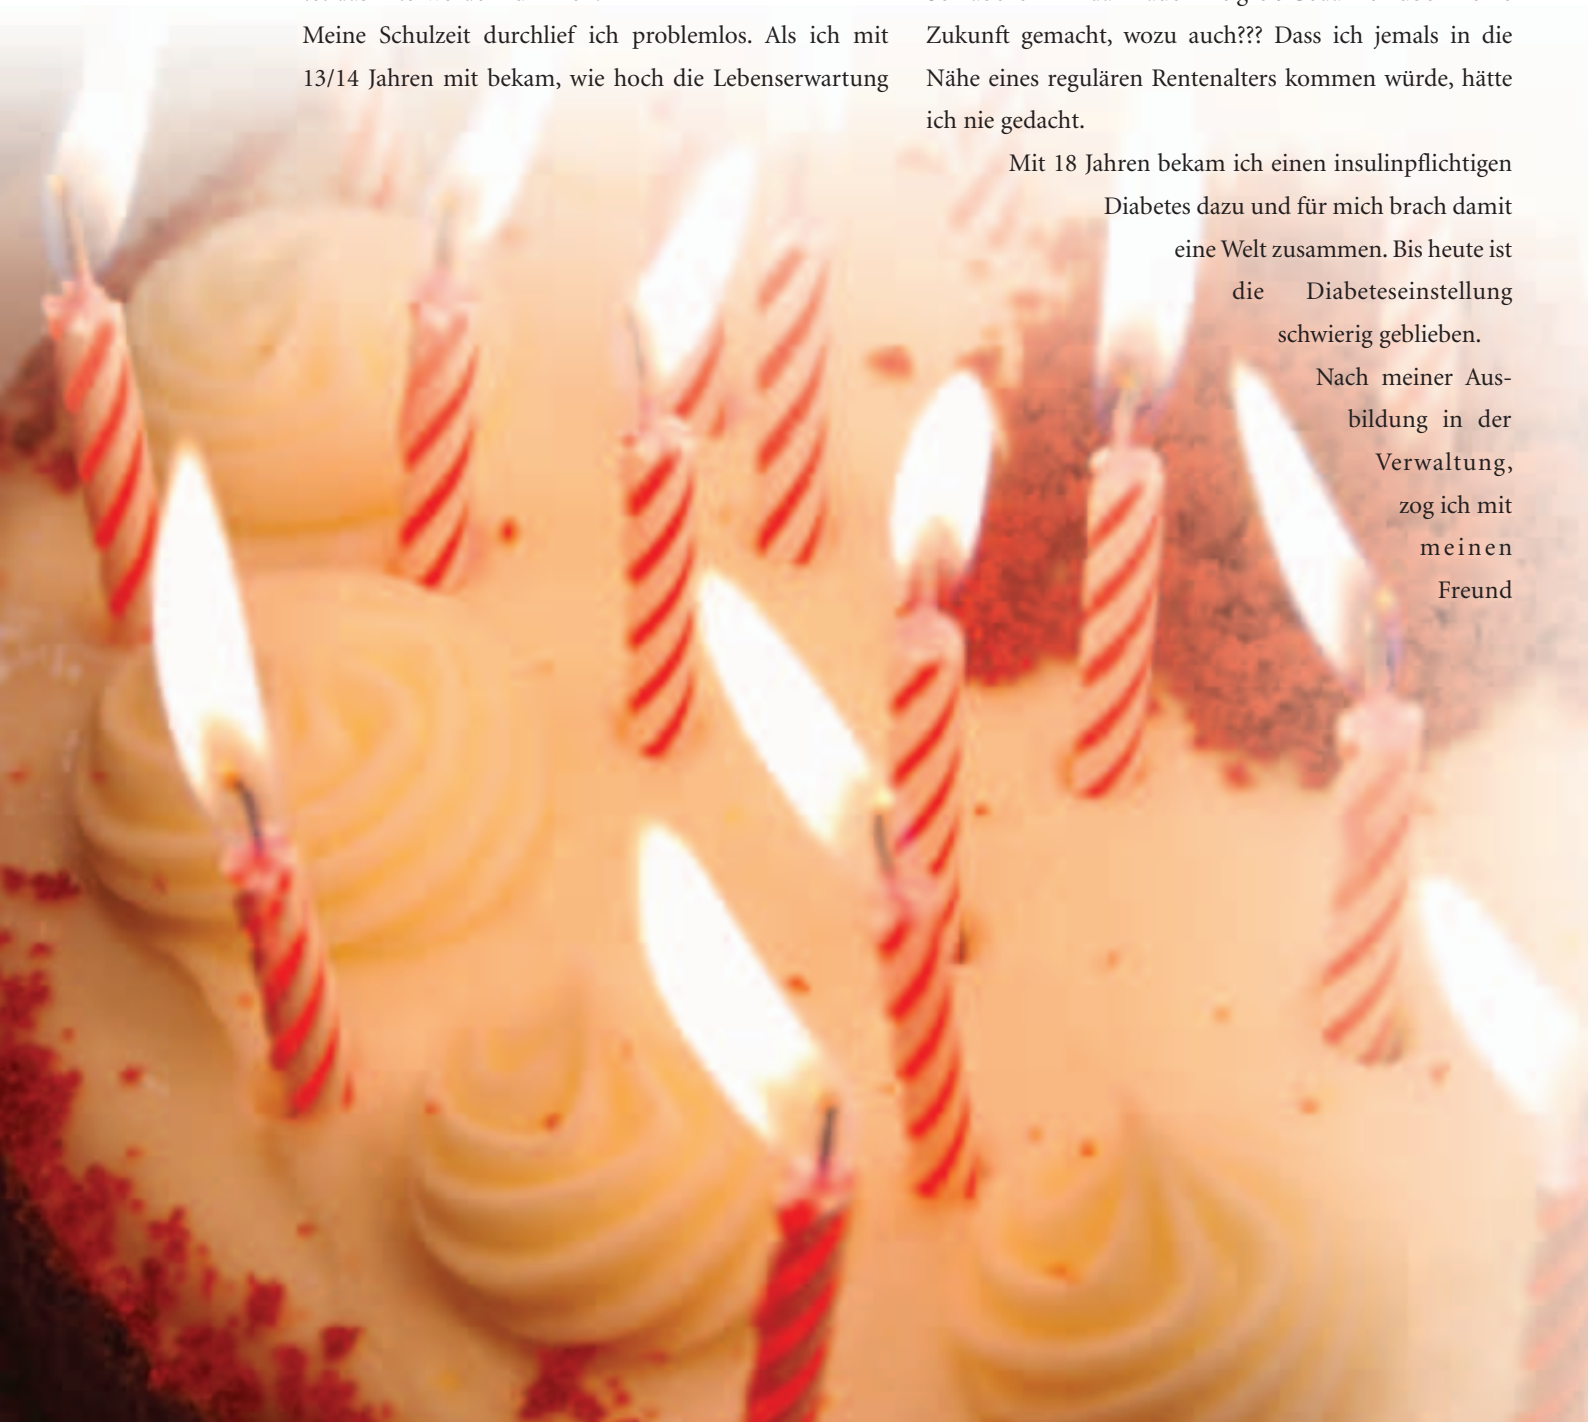 Meine Schulzeit durchlief ich problemlos. Als ich mit
13/14 Jahren mit bekam, wie hoch die Lebenserwartung
Zukunft gemacht, wozu auch??? Dass ich jemals in die
Nähe eines regulären Rentenalters kommen würde, hätte
ich nie gedacht.
Mit 18 Jahren bekam ich einen insulinpflichtigen
Diabetes dazu und für mich brach damit
eine Welt zusammen. Bis heute ist
die Diabeteseinstellung
schwierig geblieben.
Nach meiner Aus-
bildung in der
Verwaltung,
zog ich mit
meinen
Freund